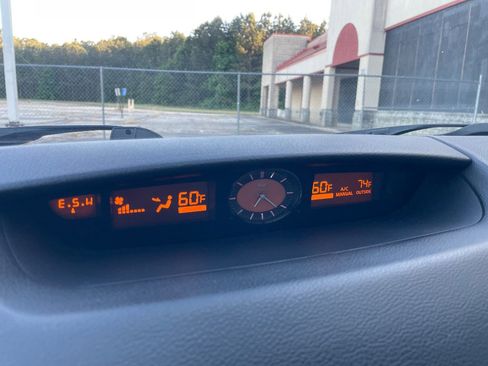 E.S.W
60F
60F
A/C
MANUAL
74F
OUTSIDE